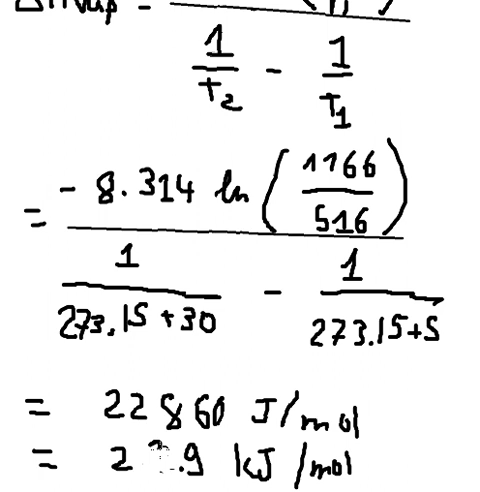 1/T₂ - 1/T₁
= -8.314 ln(1166/516) / (1/(273.15+30) - 1/(273.15+5))
= 22860 J/mol
kJ/mol